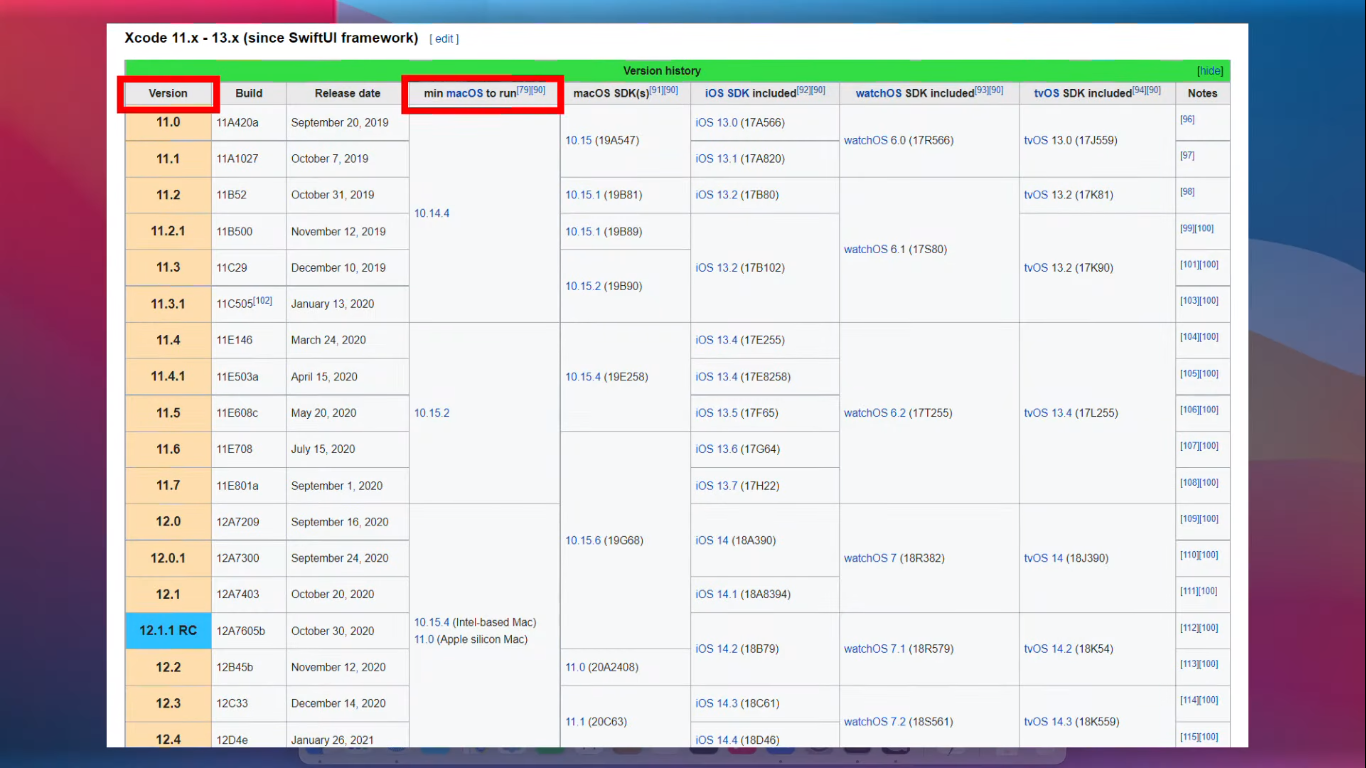 Xcode 11.x - 13.x (since SwiftUI framework) [ edit ]
Version history [hide]
Version Build Release date min macOS to run[79][90] macOS SDK(s)[91][90] iOS SDK included[92][90] watchOS SDK included[93][90] tvOS SDK included[94][90] Notes
11.0 11A420a September 20, 2019 iOS 13.0 (17A566) [96]
10.15 (19A547) watchOS 6.0 (17R566) tvOS 13.0 (17J559)
11.1 11A1027 October 7, 2019 iOS 13.1 (17A820) [97]
11.2 11B52 October 31, 2019 10.15.1 (19B81) iOS 13.2 (17B80) tvOS 13.2 (17K81) [98]
10.14.4
11.2.1 11B500 November 12, 2019 10.15.1 (19B89) [99][100]
watchOS 6.1 (17S80)
11.3 11C29 December 10, 2019 iOS 13.2 (17B102) tvOS 13.2 (17K90) [101][100]
10.15.2 (19B90)
11.3.1 11C505[102] January 13, 2020 [103][100]
11.4 11E146 March 24, 2020 iOS 13.4 (17E255) [104][100]
11.4.1 11E503a April 15, 2020 10.15.4 (19E258) iOS 13.4 (17E8258) [105][100]
11.5 11E608c May 20, 2020 10.15.2 iOS 13.5 (17F65) watchOS 6.2 (17T255) tvOS 13.4 (17L255) [106][100]
11.6 11E708 July 15, 2020 iOS 13.6 (17G64) [107][100]
11.7 11E801a September 1, 2020 iOS 13.7 (17H22) [108][100]
12.0 12A7209 September 16, 2020 [109][100]
10.15.6 (19G68) iOS 14 (18A390)
12.0.1 12A7300 September 24, 2020 watchOS 7 (18R382) tvOS 14 (18J390) [110][100]
12.1 12A7403 October 20, 2020 iOS 14.1 (18A8394) [111][100]
10.15.4 (Intel-based Mac)
12.1.1 RC 12A7605b October 30, 2020 [112][100]
11.0 (Apple silicon Mac)
iOS 14.2 (18B79) watchOS 7.1 (18R579) tvOS 14.2 (18K54)
12.2 12B45b November 12, 2020 11.0 (20A2408) [113][100]
12.3 12C33 December 14, 2020 iOS 14.3 (18C61) [114][100]
11.1 (20C63) watchOS 7.2 (18S561) tvOS 14.3 (18K559)
12.4 12D4e January 26, 2021 iOS 14.4 (18D46) [115][100]